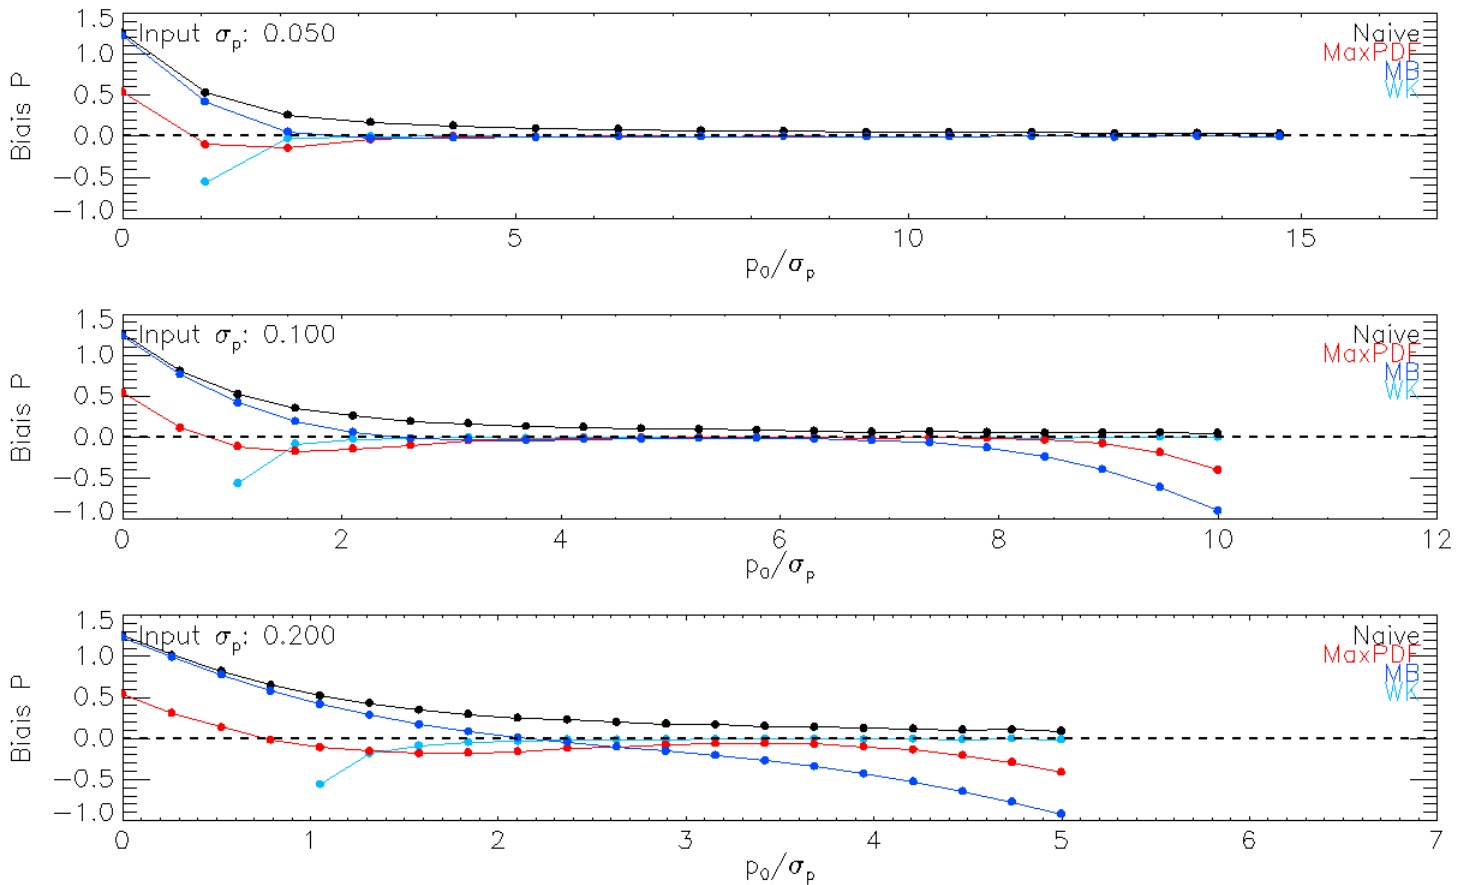 Input σp: 0.050
Naive
MaxPDF
MB
WK
1.5
1.0
0.5
0.0
−0.5
−1.0
Biais P
0 5 10 15
p0/σp
Input σp: 0.100
Naive
MaxPDF
MB
WK
1.5
1.0
0.5
0.0
−0.5
−1.0
Biais P
0 2 4 6 8 10 12
p0/σp
Input σp: 0.200
Naive
MaxPDF
MB
WK
1.5
1.0
0.5
0.0
−0.5
−1.0
Biais P
0 1 2 3 4 5 6 7
p0/σp